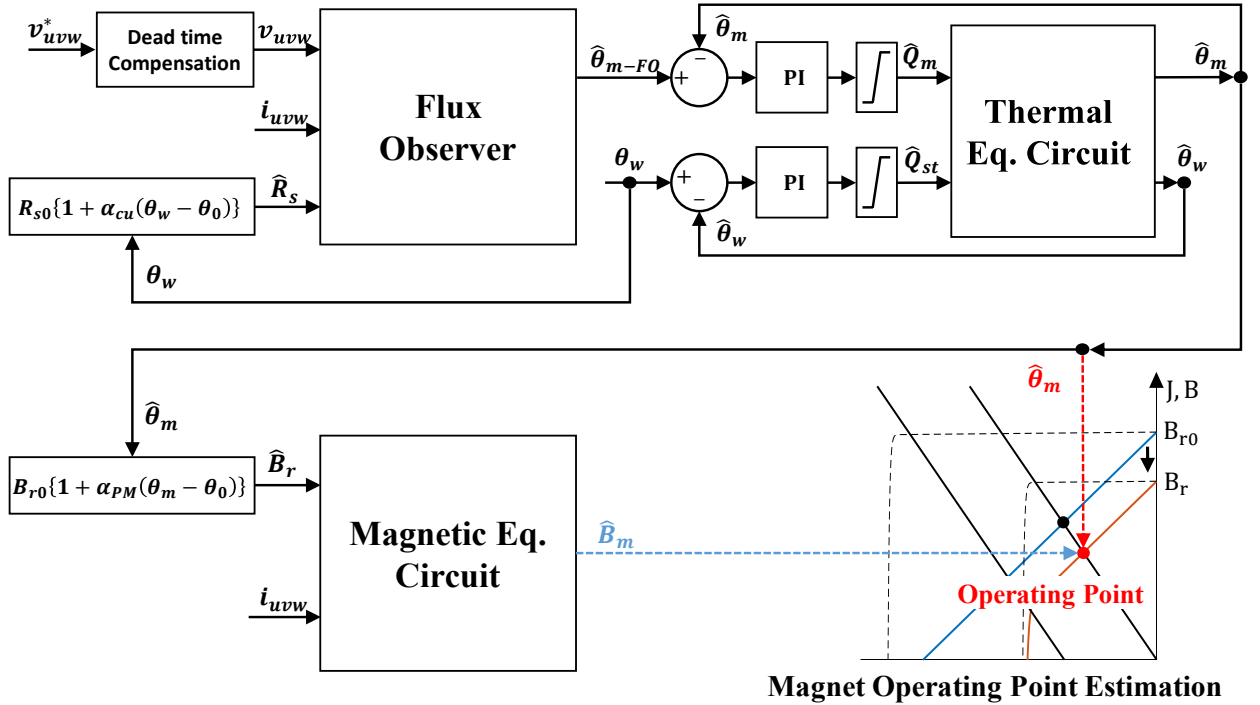 v*uvw
Dead time
Compensation
vuvw
iuvw
R̂s
Rs0{1 + αcu(θw − θ0)}
θw
Flux
Observer
θ̂m−FO
θ̂m
+
−
PI
Q̂m
θw
+
−
θ̂w
PI
Q̂st
Thermal
Eq. Circuit
θ̂m
θ̂w
θ̂m
Br0{1 + αPM(θm − θ0)}
B̂r
iuvw
Magnetic Eq.
Circuit
B̂m
θ̂m
J, B
Br0
Br
Operating Point
Magnet Operating Point Estimation